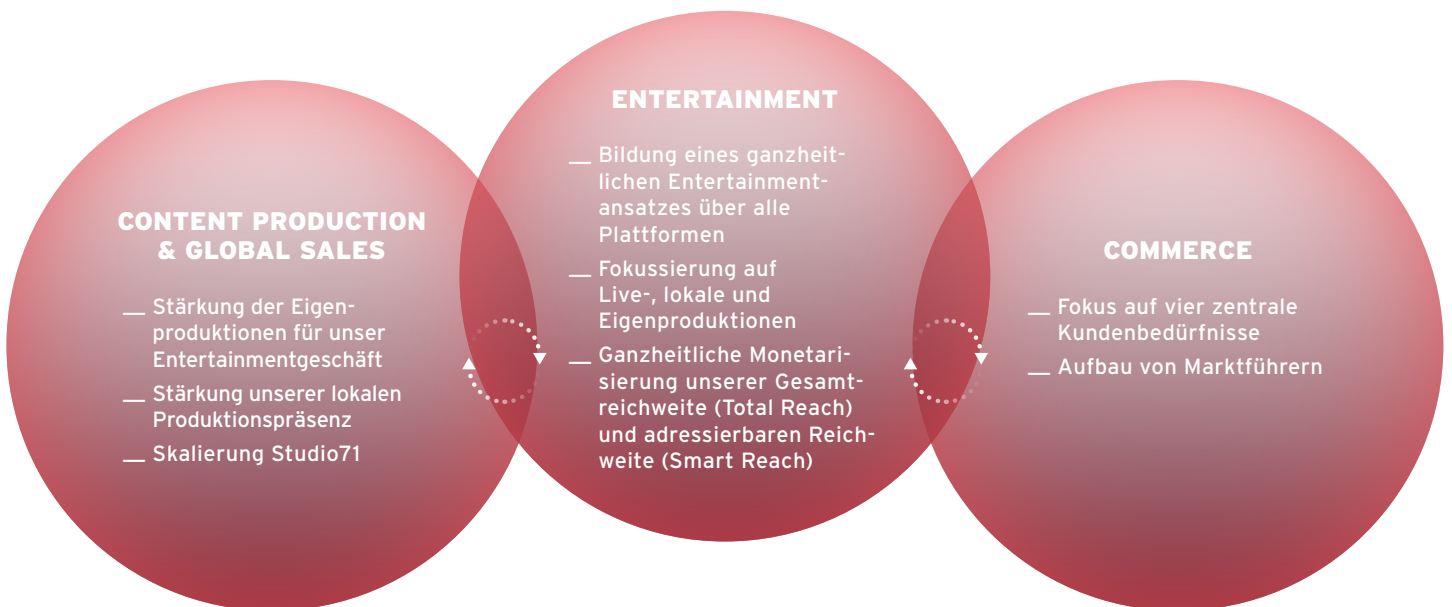 CONTENT PRODUCTION
& GLOBAL SALES
__ Stärkung der Eigen-
produktionen für unser
Entertainmentgeschäft
__ Stärkung unserer lokalen
Produktionspräsenz
__ Skalierung Studio71
ENTERTAINMENT
__ Bildung eines ganzheit-
lichen Entertainment-
ansatzes über alle
Plattformen
__ Fokussierung auf
Live-, lokale und
Eigenproduktionen
__ Ganzheitliche Monetari-
sierung unserer Gesamt-
reichweite (Total Reach)
und adressierbaren Reich-
weite (Smart Reach)
COMMERCE
__ Fokus auf vier zentrale
Kundenbedürfnisse
__ Aufbau von Marktführern